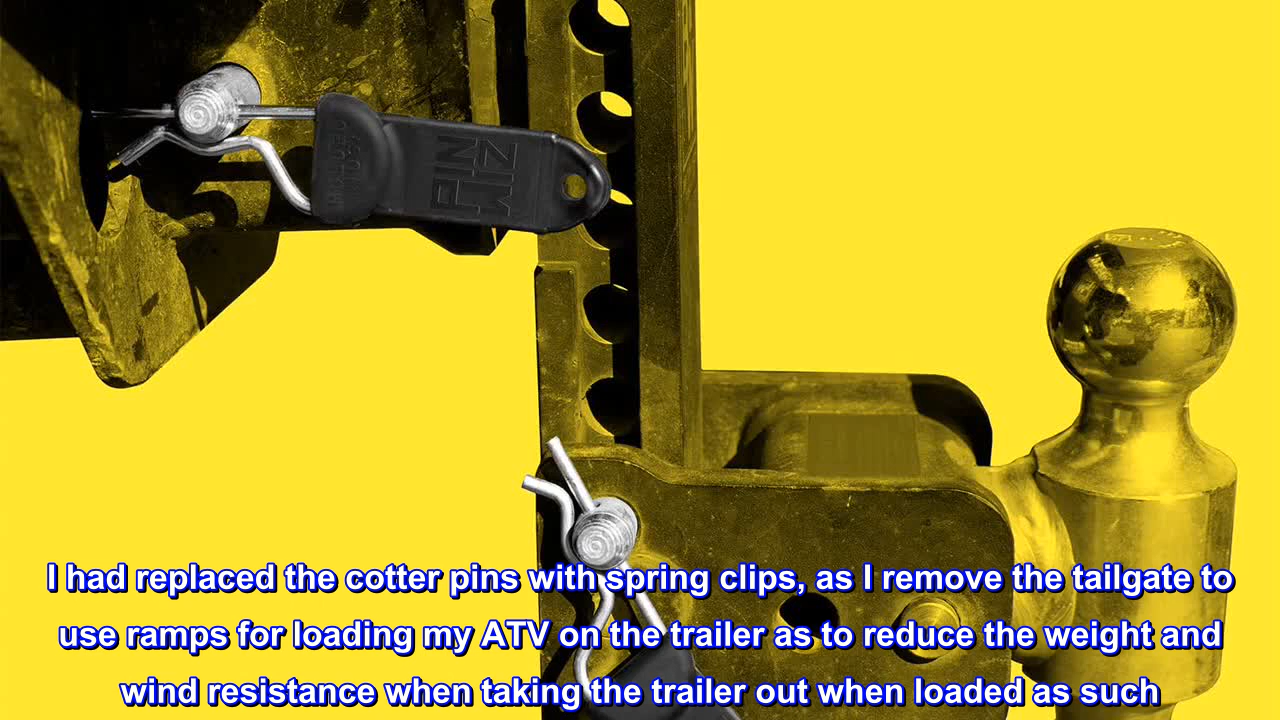 I had replaced the cotter pins with spring clips, as I remove the tailgate to
use ramps for loading my ATV on the trailer as to reduce the weight and
wind resistance when taking the trailer out when loaded as such